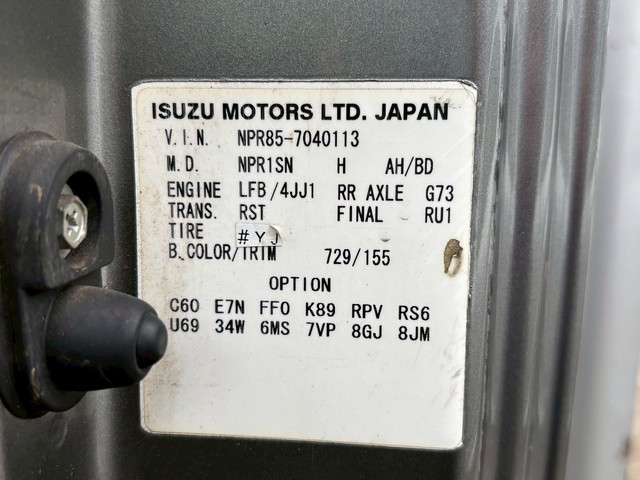 ISUZU MOTORS LTD. JAPAN
V.I.N. NPR85-7040113
M.D. NPR1SN H AH/BD
ENGINE LFB/4JJ1 RR AXLE G73
TRANS. RST FINAL RU1
TIRE #YJ
B.COLOR/TRIM 729/155
OPTION
C60 E7N FF0 K89 RPV RS6
U69 34W 6MS 7VP 8GJ 8JM